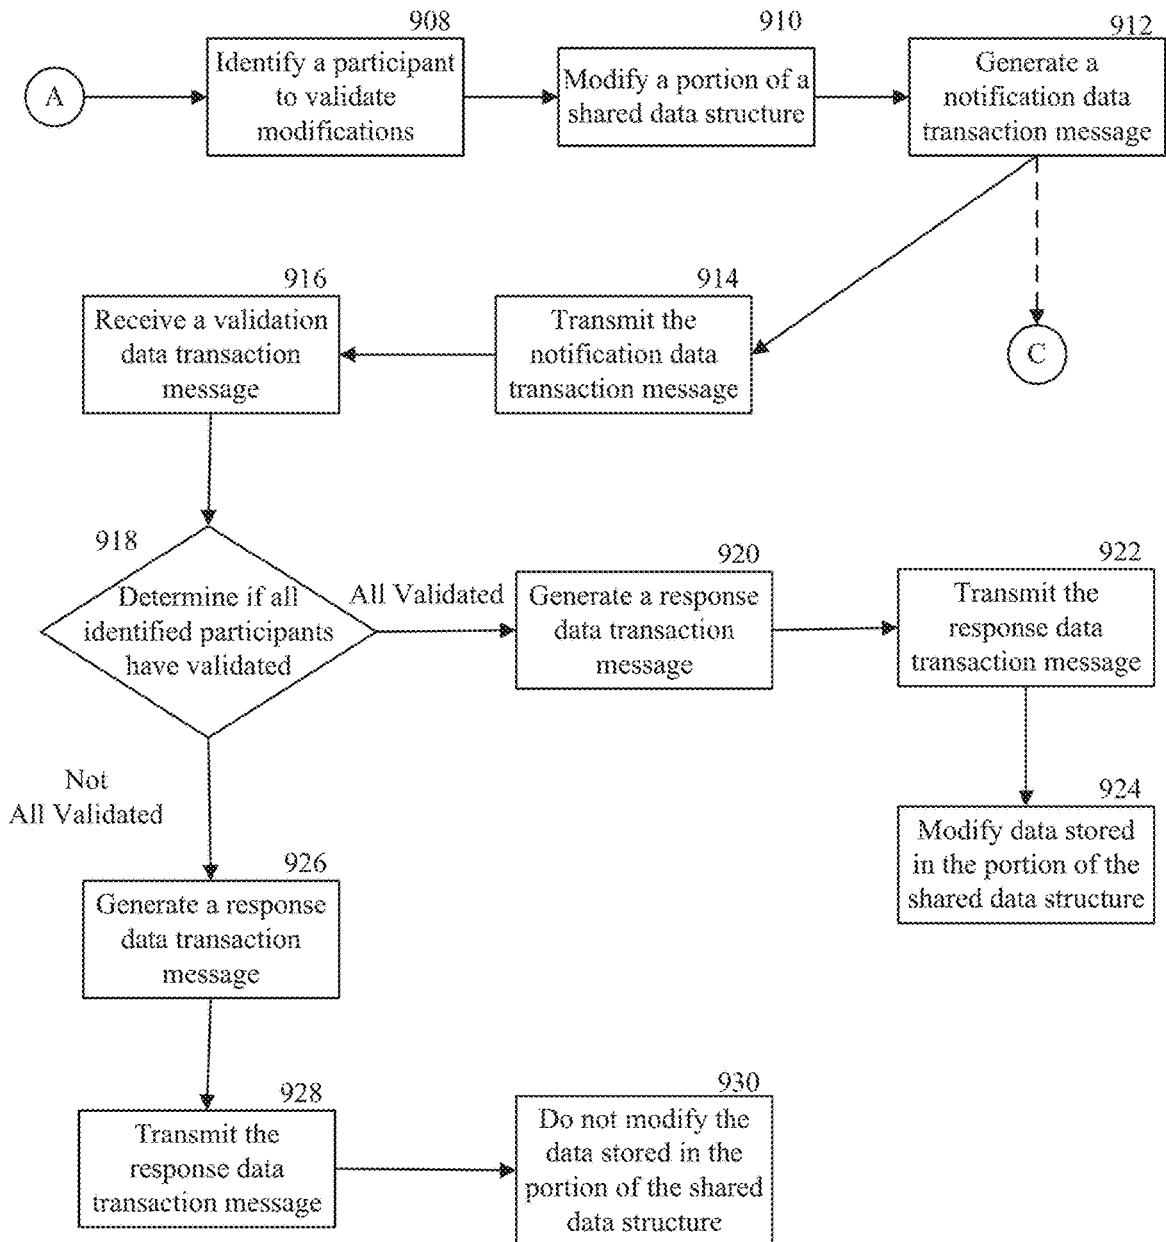 908
910
912
A
Identify a participant
to validate
modifications
Modify a portion of a
shared data structure
Generate a
notification data
transaction message
916
914
Receive a validation
data transaction
message
Transmit the
notification data
transaction message
C
918
920
922
Determine if all
identified participants
have validated
All Validated
Generate a response
data transaction
message
Transmit the
response data
transaction message
Not
All Validated
924
Modify data stored
in the portion of the
shared data structure
926
Generate a response
data transaction
message
928
930
Transmit the
response data
transaction message
Do not modify the
data stored in the
portion of the shared
data structure